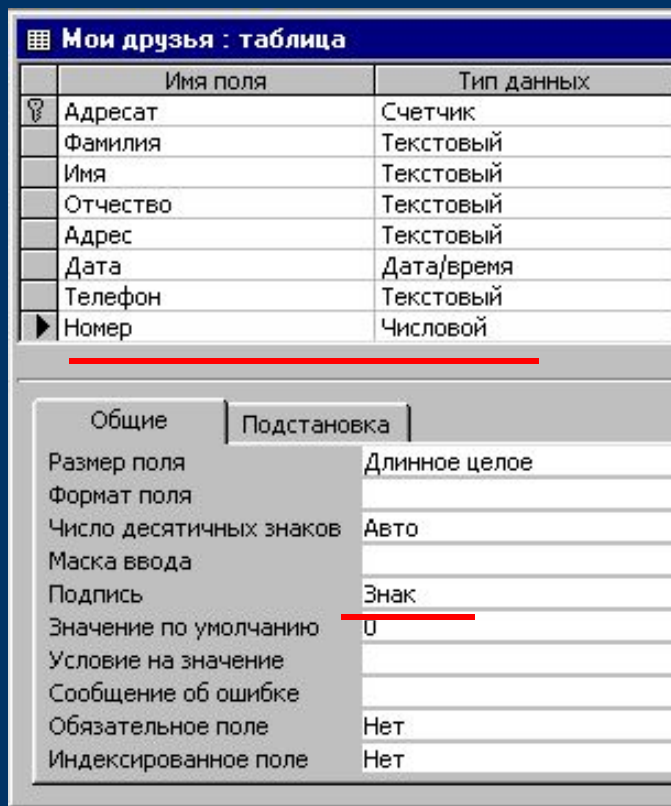 Мои друзья : таблица
Имя поля Тип данных
Адресат Счетчик
Фамилия Текстовый
Имя Текстовый
Отчество Текстовый
Адрес Текстовый
Дата Дата/время
Телефон Текстовый
Номер Числовой
Общие Подстановка
Размер поля Длинное целое
Формат поля
Число десятичных знаков Авто
Маска ввода
Подпись Знак
Значение по умолчанию 0
Условие на значение
Сообщение об ошибке
Обязательное поле Нет
Индексированное поле Нет